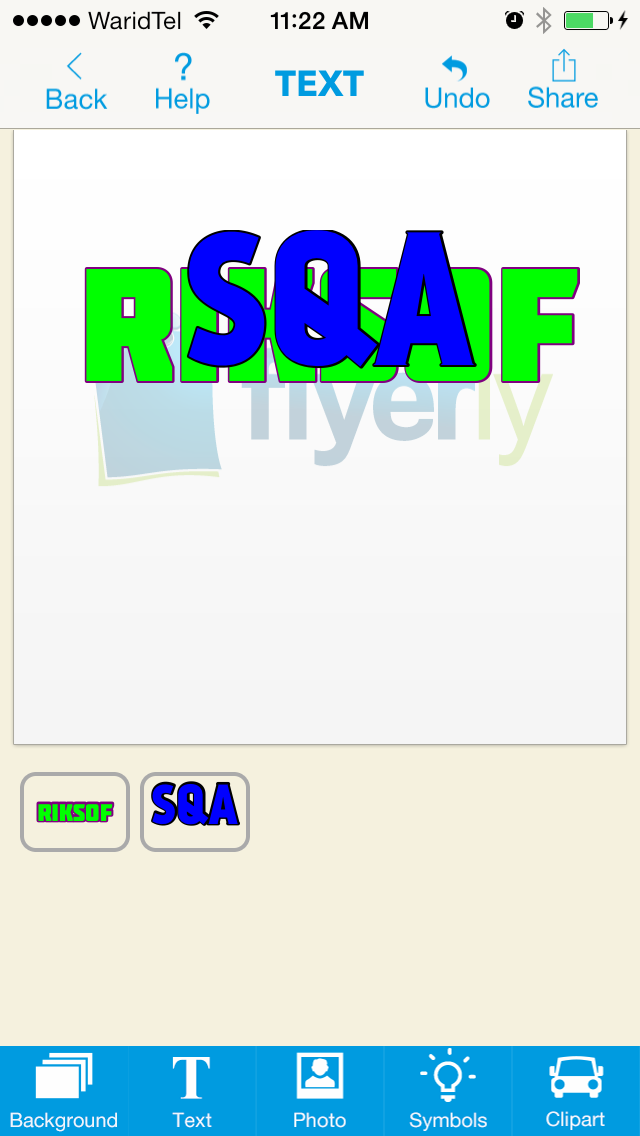 WaridTel 11:22 AM
Back Help TEXT Undo Share
SQA
RIKSOF
flyerly
RIKSOF SQA
Background Text Photo Symbols Clipart